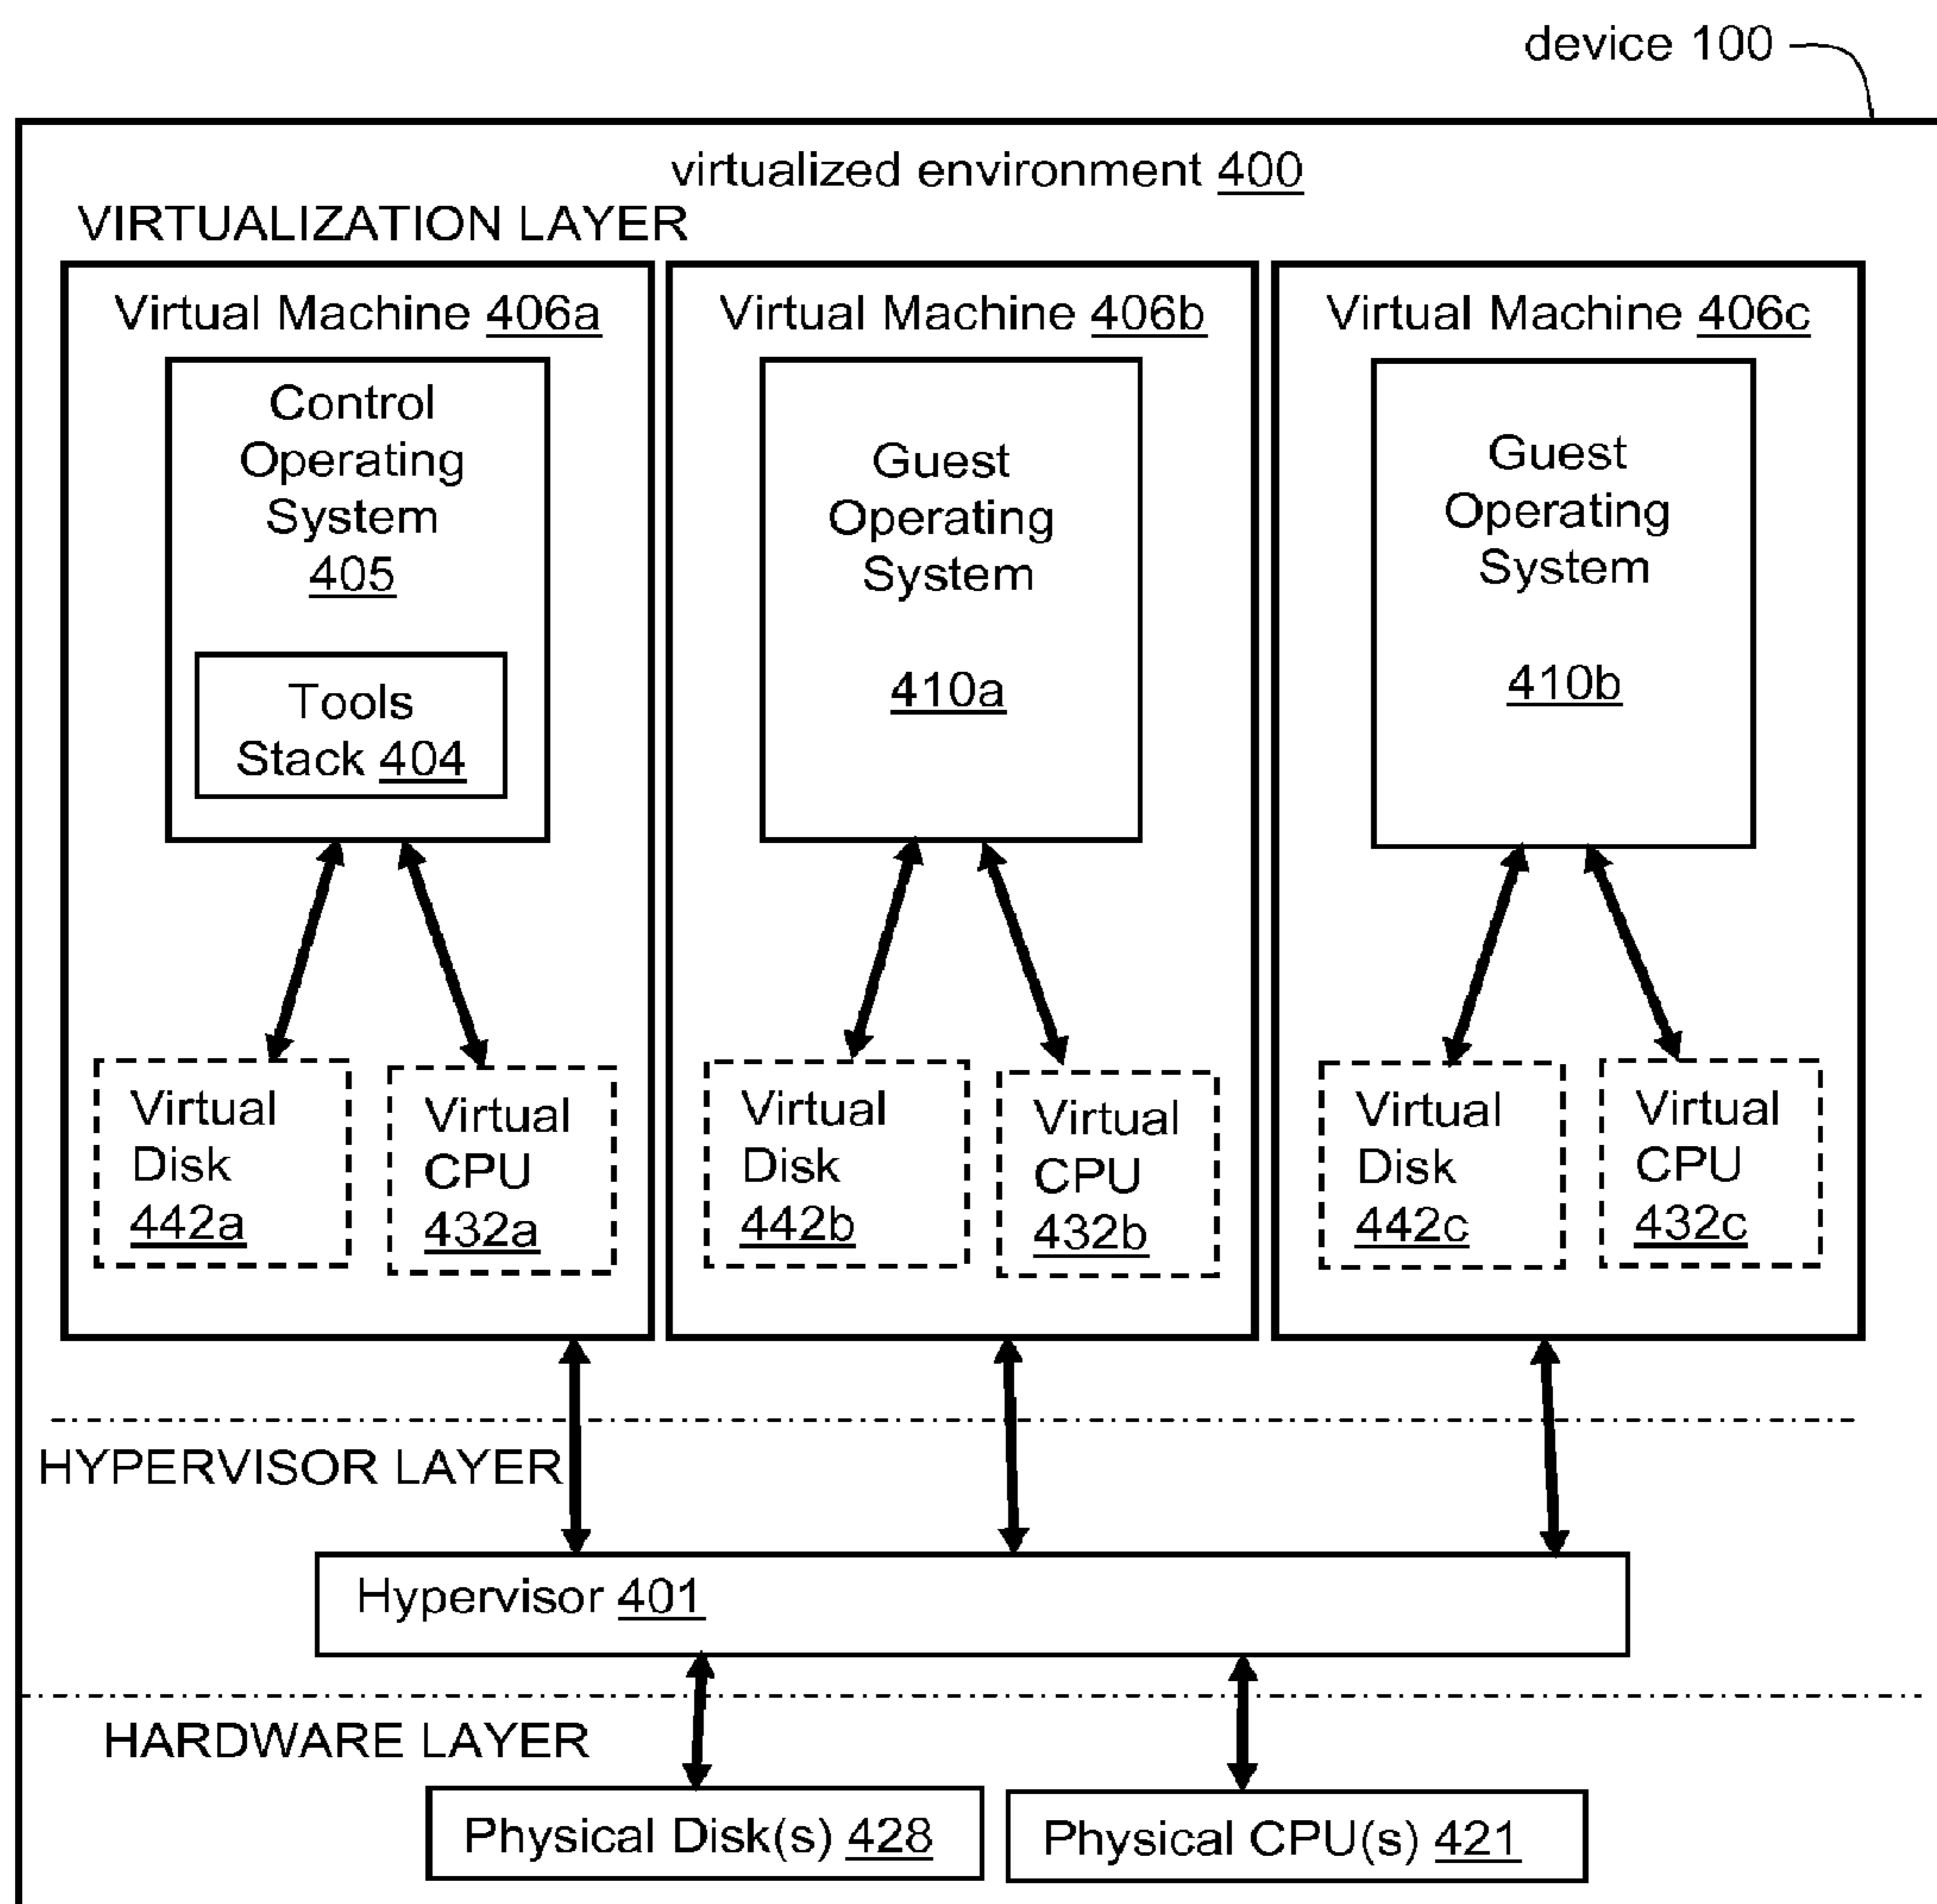 device 100
virtualized environment 400
VIRTUALIZATION LAYER
Virtual Machine 406a
Control
Operating
System
405
Tools
Stack 404
Virtual
Disk
442a
Virtual
CPU
432a
Virtual Machine 406b
Guest
Operating
System
410a
Virtual
Disk
442b
Virtual
CPU
432b
Virtual Machine 406c
Guest
Operating
System
410b
Virtual
Disk
442c
Virtual
CPU
432c
HYPERVISOR LAYER
Hypervisor 401
HARDWARE LAYER
Physical Disk(s) 428
Physical CPU(s) 421